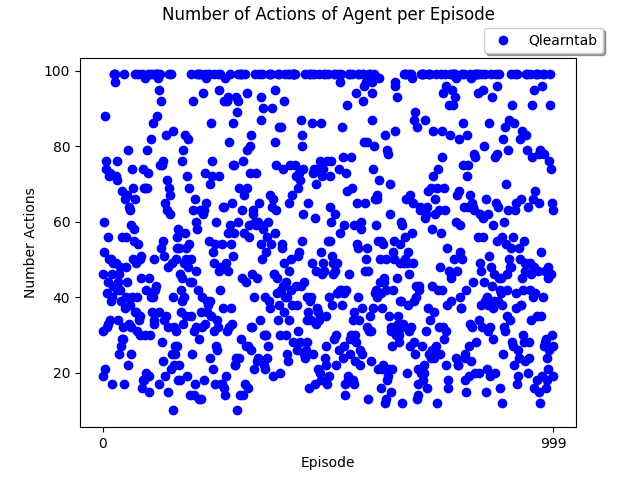 Number of Actions of Agent per Episode
Qlearntab
100
80
60
40
20
Number Actions
0
999
Episode